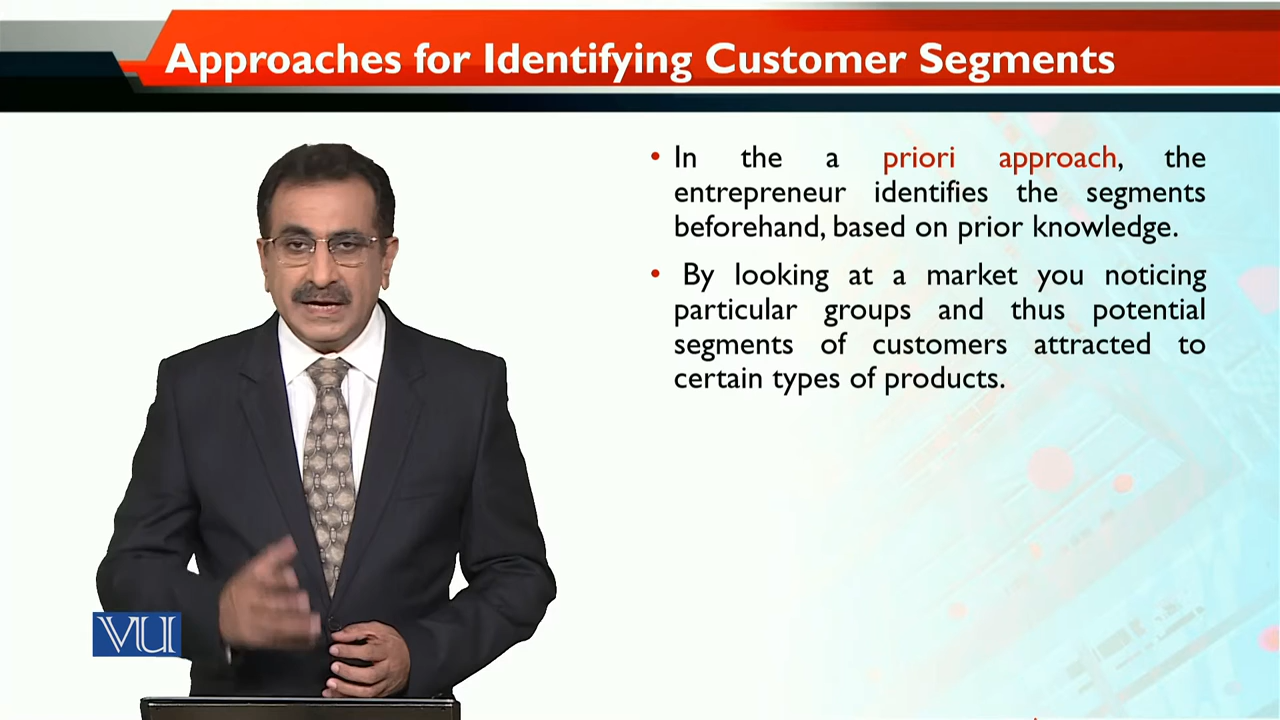 Approaches for Identifying Customer Segments
• In the a priori approach, the
entrepreneur identifies the segments
beforehand, based on prior knowledge.
• By looking at a market you noticing
particular groups and thus potential
segments of customers attracted to
certain types of products.
VU